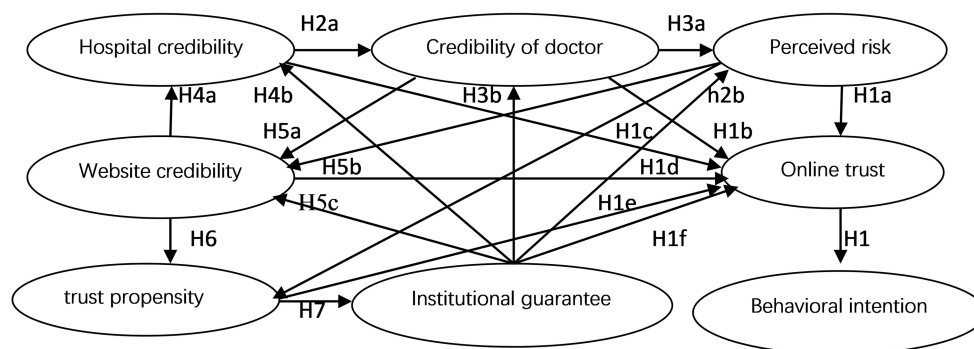 H2a
H3a
Hospital credibility
Credibility of doctor
Perceived risk
H4a
H4b
H3b
h2b
H1a
H5a
H1c
H1b
Website credibility
H5b
H1d
Online trust
H5c
H1e
H6
H1f
H1
trust propensity
H7
Institutional guarantee
Behavioral intention